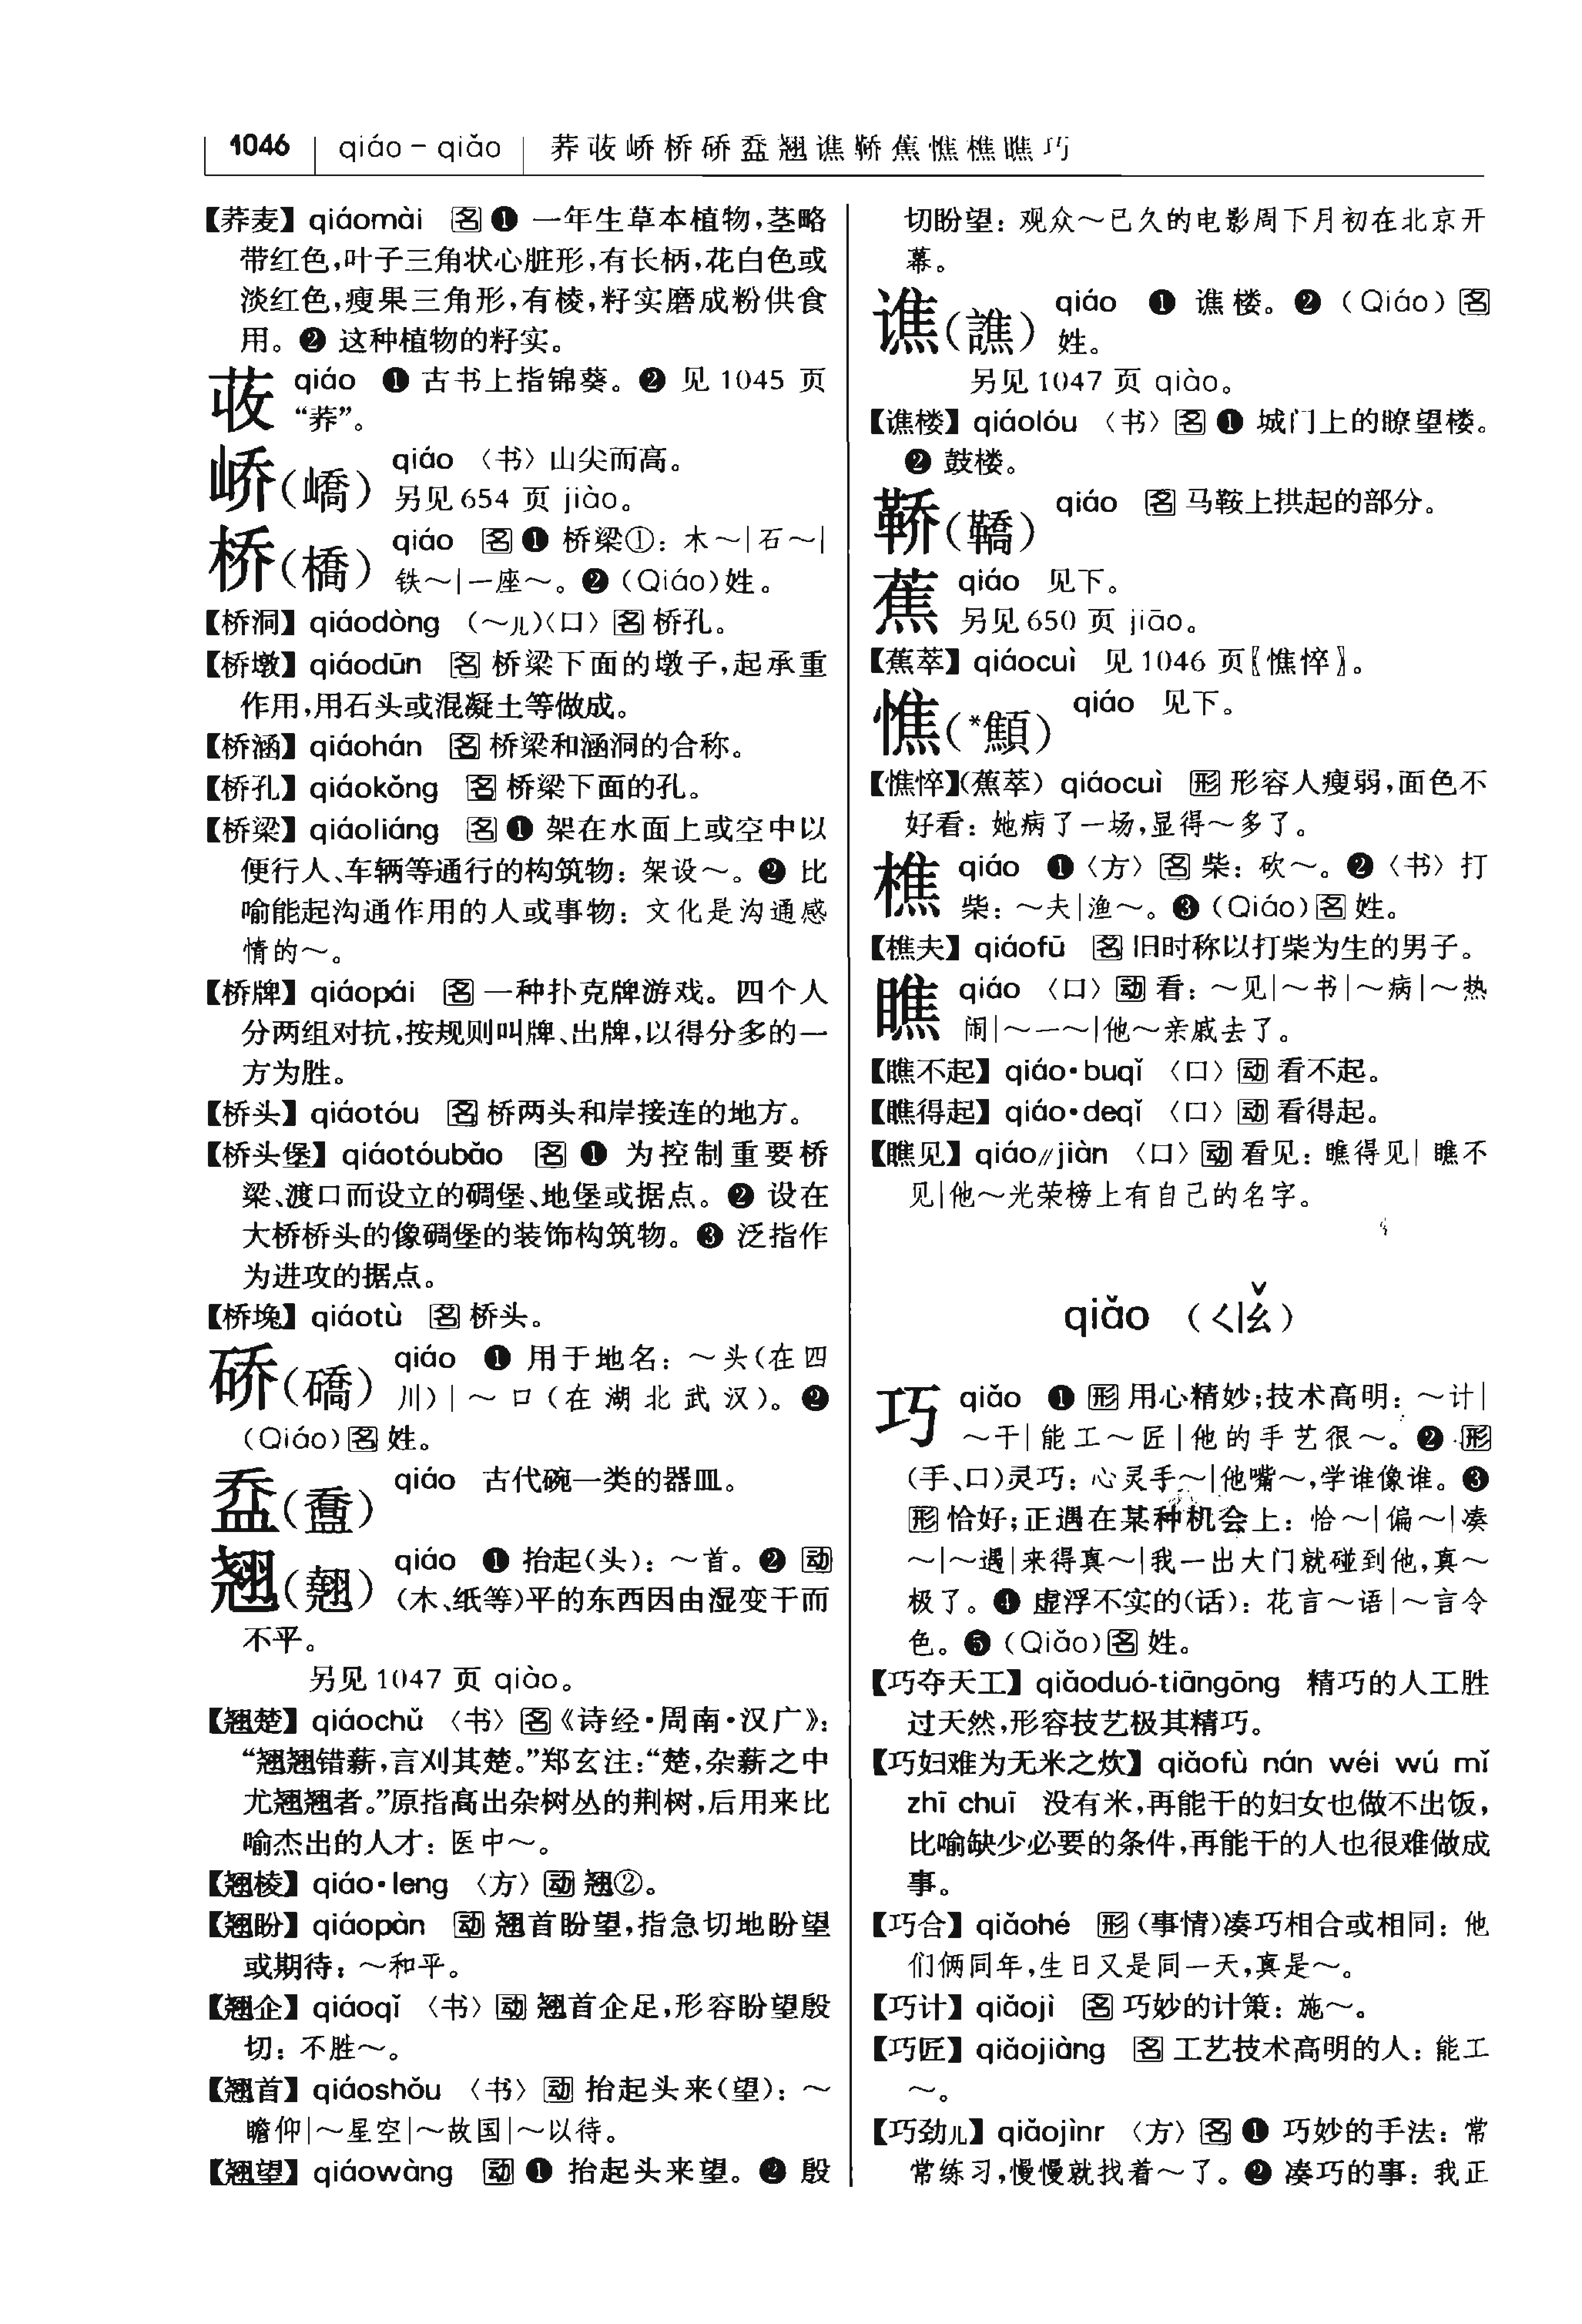 1046 qiáo - qiǎo 荞荍峤桥硚盉翘谯鞒蕉憔樵瞧巧
【荞麦】 qiáomài 名 ❶ 一年生草本植物,茎略
带红色,叶子三角状心脏形,有长柄,花白色或
淡红色,瘦果三角形,有棱,籽实磨成粉供食
用。❷ 这种植物的籽实。
荍 qiáo ❶ 古书上指锦葵。❷ 见1045 页
“荞”。
峤(嶠) qiáo 〈书〉山尖而高。
另见654 页 jiào。
桥(橋) qiáo 名 ❶ 桥梁①: 木~|石~|
铁~|一座~。❷ (Qiáo)姓。
【桥洞】 qiáodòng (~儿)〈口〉 名 桥孔。
【桥墩】 qiáodūn 名 桥梁下面的墩子,起承重
作用,用石头或混凝土等做成。
【桥涵】 qiáohán 名 桥梁和涵洞的合称。
【桥孔】 qiáokǒng 名 桥梁下面的孔。
【桥梁】 qiáoliáng 名 ❶ 架在水面上或空中以
便行人、车辆等通行的构筑物: 架设~。❷ 比
喻能起沟通作用的人或事物: 文化是沟通感
情的~。
【桥牌】 qiáopái 名 一种扑克牌游戏。四个人
分两组对抗,按规则叫牌、出牌,以得分多的一
方为胜。
【桥头】 qiáotóu 名 桥两头和岸接连的地方。
【桥头堡】 qiáotóubǎo 名 ❶ 为控制重要桥
梁、渡口而设立的碉堡、地堡或据点。❷ 设在
大桥桥头的像碉堡的装饰构筑物。❸ 泛指作
为进攻的据点。
【桥堍】 qiáotù 名 桥头。
硚(礄) qiáo ❶ 用于地名: ~头(在四
川)|~口(在湖北武汉)。❷
(Qiáo) 名 姓。
qiáo 古代碗一类的器皿。
翘(翹) qiáo ❶ 抬起(头): ~首。❷ 动
(木、纸等)平的东西因由湿变干而
不平。
另见1047 页 qiào。
【翘楚】 qiáochǔ 〈书〉 名 《诗经·周南·汉广》:
“翘翘错薪,言刈其楚。”郑玄注:“楚,杂薪之中
尤翘翘者。”原指高出杂树丛的荆树,后用来比
喻杰出的人才: 医中~。
【翘棱】 qiáo·leng 〈方〉 动 翘②。
【翘盼】 qiáopàn 动 翘首盼望,指急切地盼望
或期待: ~和平。
【翘企】 qiáoqǐ 〈书〉 动 翘首企足,形容盼望殷
切: 不胜~。
【翘首】 qiáoshǒu 〈书〉 动 抬起头来(望): ~
瞻仰|~星空|~故国|~以待。
【翘望】 qiáowàng 动 ❶ 抬起头来望。❷ 殷
切盼望: 观众~已久的电影周下月初在北京开
幕。
谯(譙) qiáo ❶ 谯楼。❷ (Qiáo) 名
姓。
另见1047 页 qiào。
【谯楼】 qiáolóu 〈书〉 名 ❶ 城门上的瞭望楼。
❷ 鼓楼。
鞒(鞽) qiáo 名 马鞍上拱起的部分。
蕉 qiáo 见下。
另见650 页 jiāo。
【蕉萃】 qiáocuì 见1046 页〖憔悴〗。
憔(*顦) qiáo 见下。
【憔悴】(蕉萃) qiáocuì 形 形容人瘦弱,面色不
好看: 她病了一场,显得~多了。
樵 qiáo ❶ 〈方〉 名 柴: 砍~。❷ 〈书〉 打
柴: ~夫|渔~。❸ (Qiáo) 名 姓。
【樵夫】 qiáofū 名 旧时称以打柴为生的男子。
瞧 qiáo 〈口〉 动 看: ~见|~书|~病|~热
闹|~一~|他~亲戚去了。
【瞧不起】 qiáo·buqǐ 〈口〉 动 看不起。
【瞧得起】 qiáo·deqǐ 〈口〉 动 看得起。
【瞧见】 qiáo//jiàn 〈口〉 动 看见: 瞧得见|瞧不
见|他~光荣榜上有自己的名字。
qiǎo (ㄑㄧㄠˇ)
巧 qiǎo ❶ 形 用心精妙;技术高明: ~计|
~干|能工~匠|他的手艺很~。❷ 形
(手、口)灵巧: 心灵手~|他嘴~,学谁像谁。❸
形 恰好;正遇在某种机会上: 恰~|偏~|凑
~|~遇|来得真~|我一出大门就碰到他,真~
极了。❹ 虚浮不实的(话): 花言~语|~言令
色。❺ (Qiǎo) 名 姓。
【巧夺天工】 qiǎoduó-tiāngōng 精巧的人工胜
过天然,形容技艺极其精巧。
【巧妇难为无米之炊】 qiǎofù nán wéi wú mǐ
zhī chuī 没有米,再能干的妇女也做不出饭,
比喻缺少必要的条件,再能干的人也很难做成
事。
【巧合】 qiǎohé 形 (事情)凑巧相合或相同: 他
们俩同年,生日又是同一天,真是~。
【巧计】 qiǎojì 名 巧妙的计策: 施~。
【巧匠】 qiǎojiàng 名 工艺技术高明的人: 能工
~。
【巧劲儿】 qiǎojìnr 〈方〉 名 ❶ 巧妙的手法: 常
常练习,慢慢就找着~了。❷ 凑巧的事: 我正